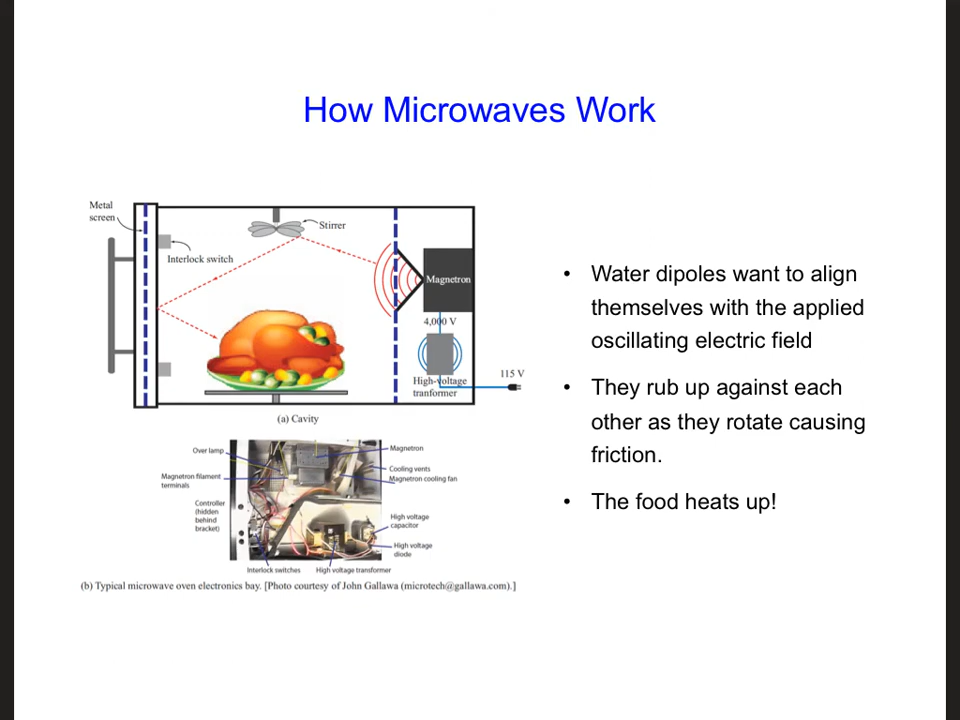 How Microwaves Work
Metal
screen
Stirrer
Interlock switch
Magnetron
4,000 V
High-voltage
tranformer
115 V
(a) Cavity
Over lamp
Magnetron
Cooling vents
Magnetron filament
terminals
Magnetron cooling fan
Controller
(hidden
behind
bracket)
High voltage
capacitor
High voltage
diode
Interlock switches
High voltage transformer
(b) Typical microwave oven electronics bay. [Photo courtesy of John Gallawa (microtech@gallawa.com).]
• Water dipoles want to align
themselves with the applied
oscillating electric field
• They rub up against each
other as they rotate causing
friction.
• The food heats up!